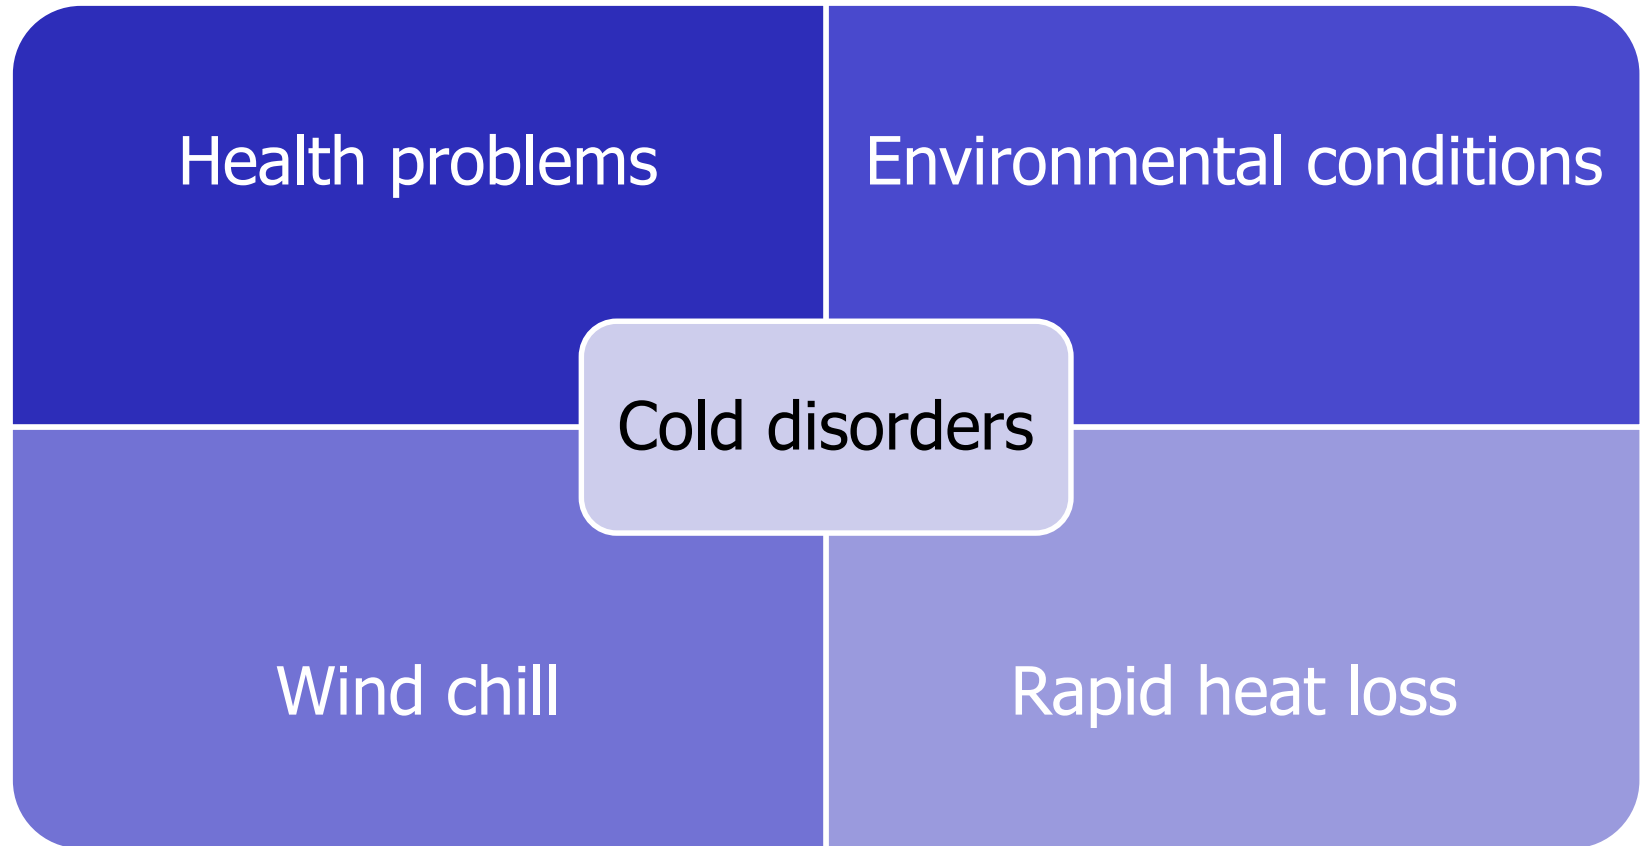 Health problems
Environmental conditions
Cold disorders
Wind chill
Rapid heat loss